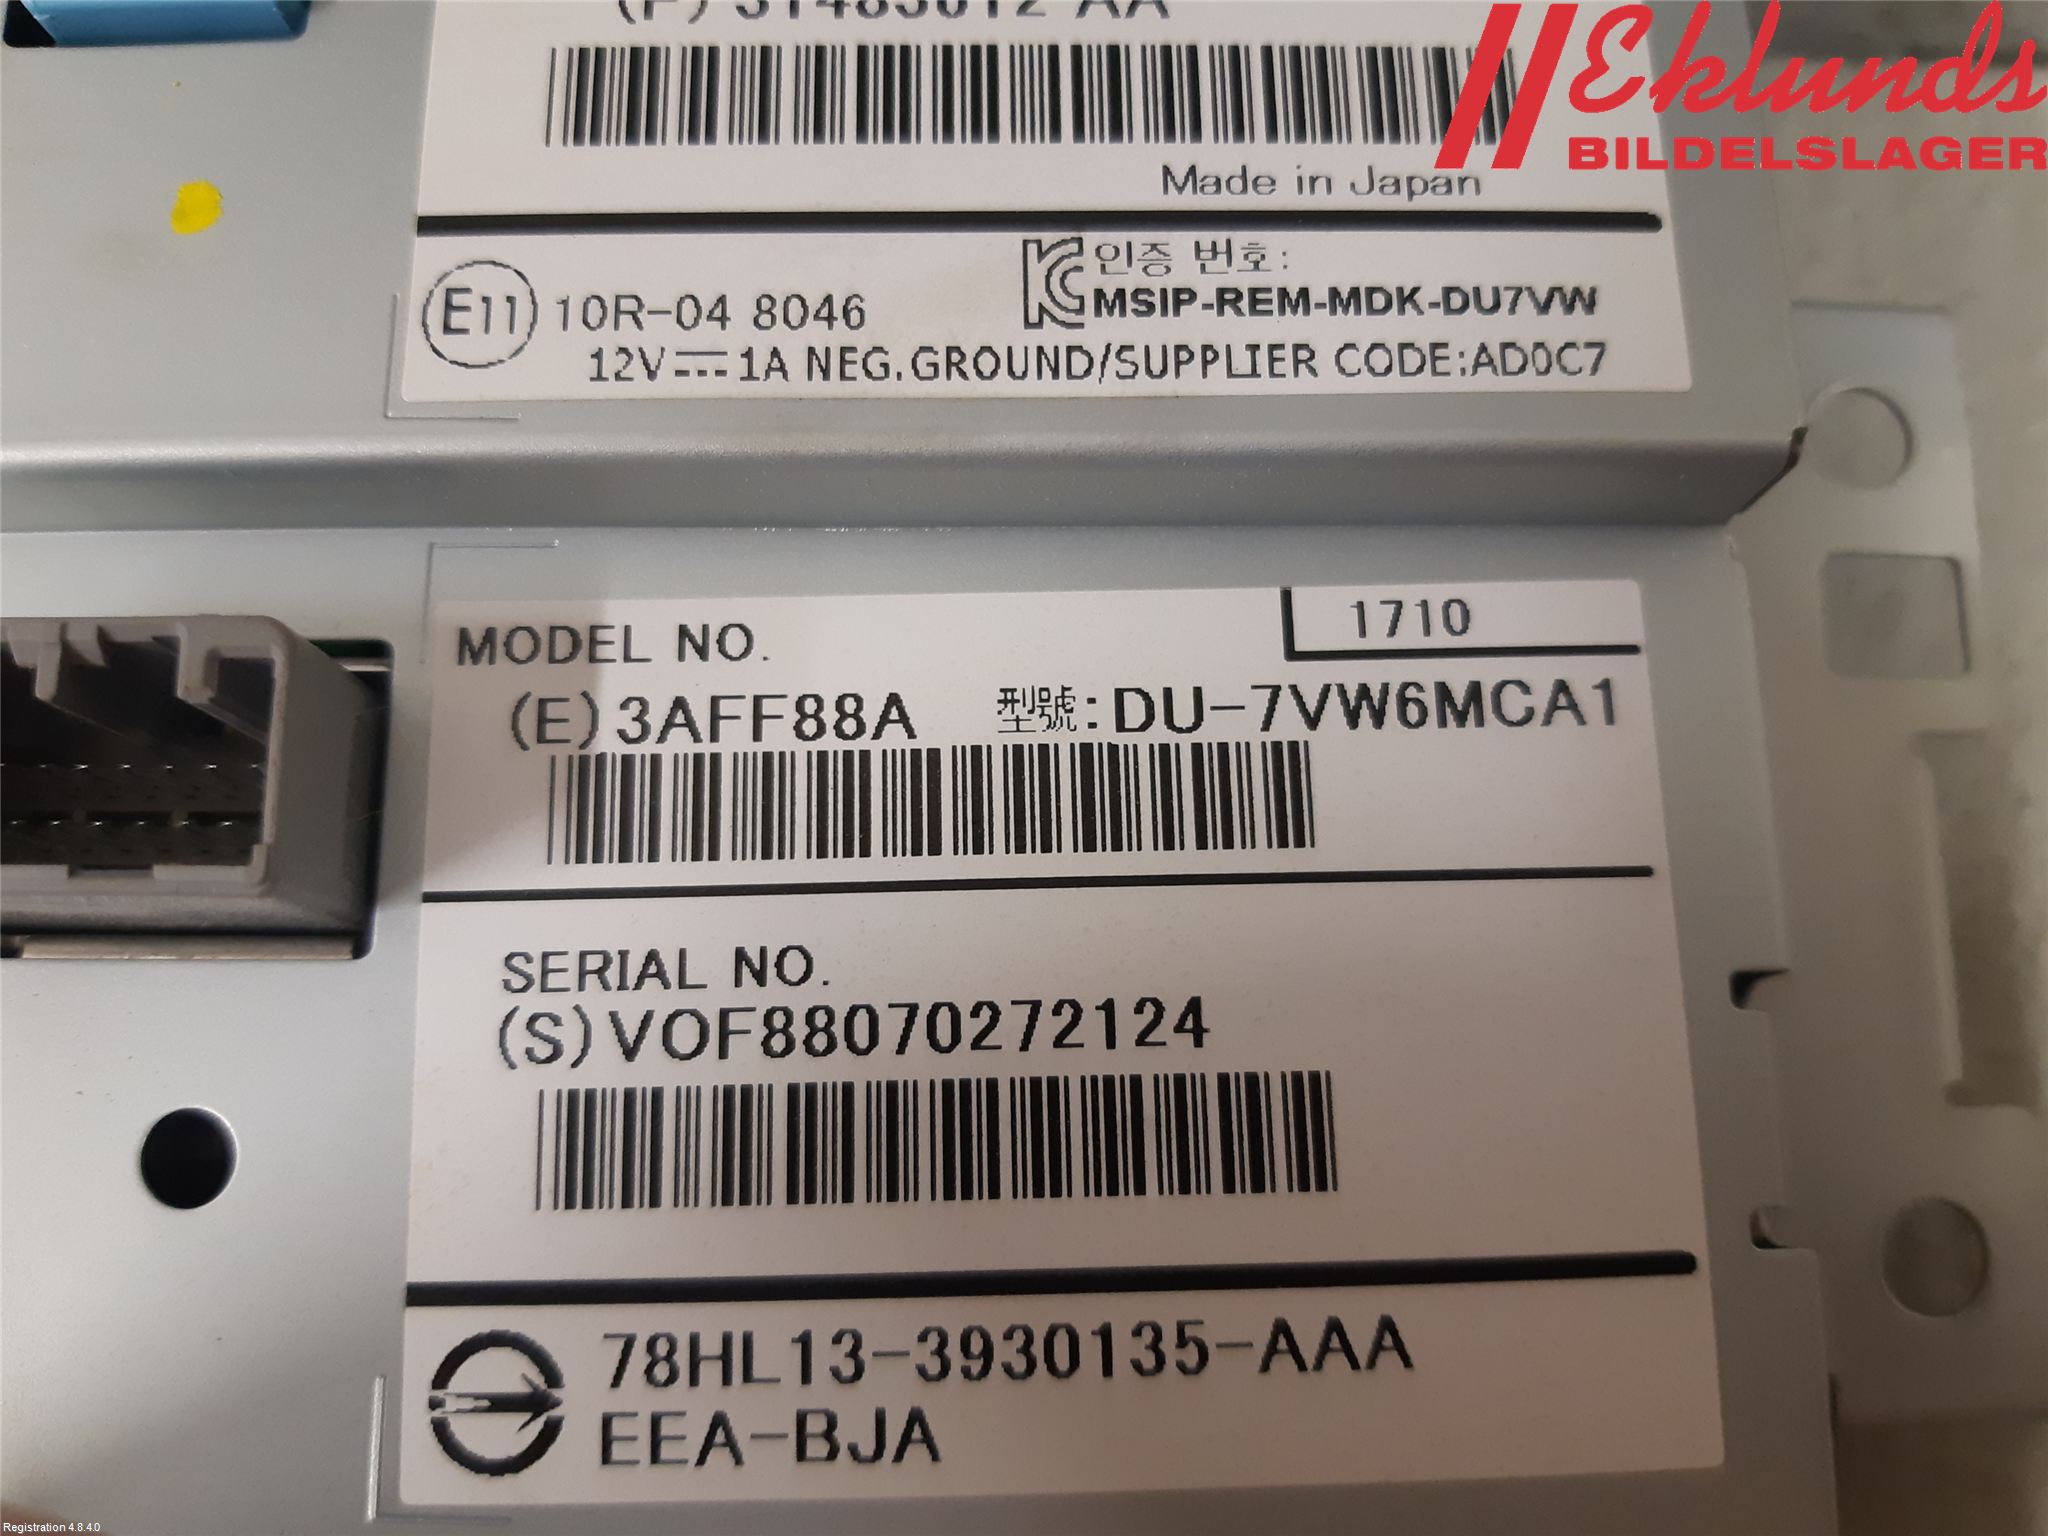 (P) 31483012 AA
Eklunds
BILDELSLAGER
Made in Japan
인증 번호:
E11 10R-04 8046
MSIP-REM-MDK-DU7VW
12V 1A NEG.GROUND/SUPPLIER CODE:AD0C7
1710
MODEL NO.
(E)3AFF88A 型號:DU-7VW6MCA1
SERIAL NO.
(S)VOF88070272124
78HL13-3930135-AAA
EEA-BJA
Registration 4.8.4.0